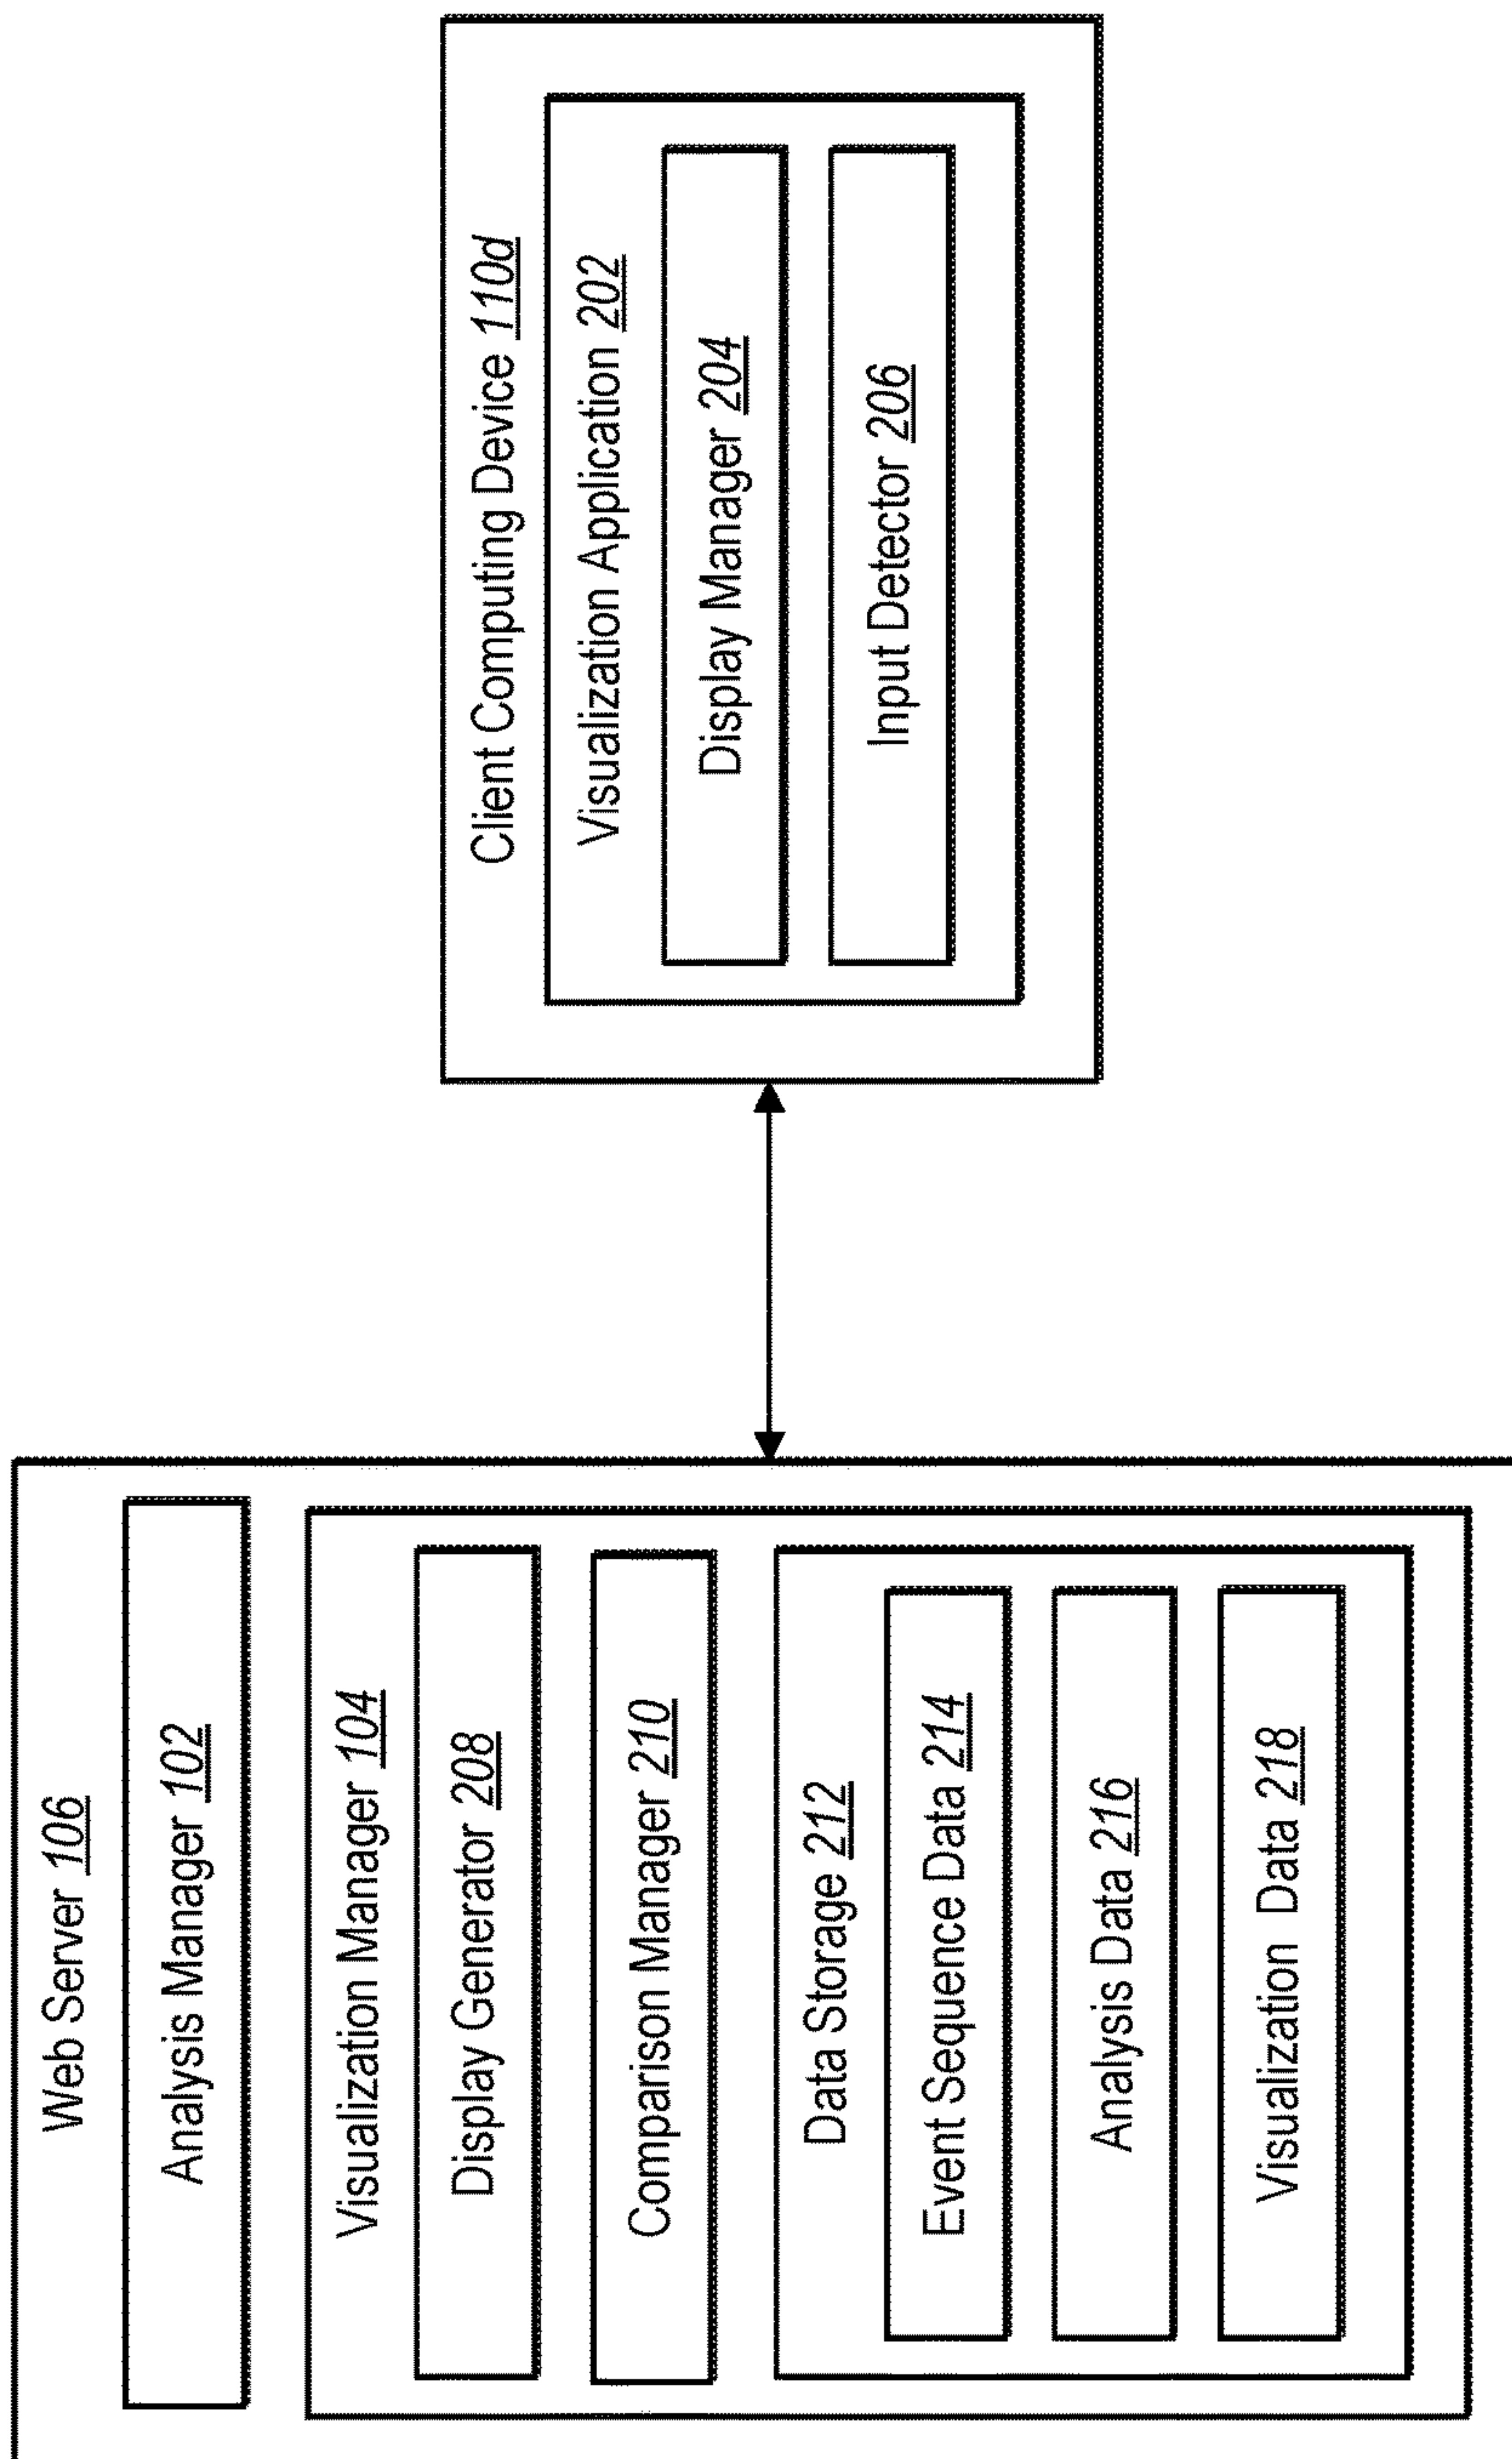 Web Server 106
Analysis Manager 102
Visualization Manager 104
Display Generator 208
Comparison Manager 210
Data Storage 212
Event Sequence Data 214
Analysis Data 216
Visualization Data 218
Client Computing Device 110d
Visualization Application 202
Display Manager 204
Input Detector 206